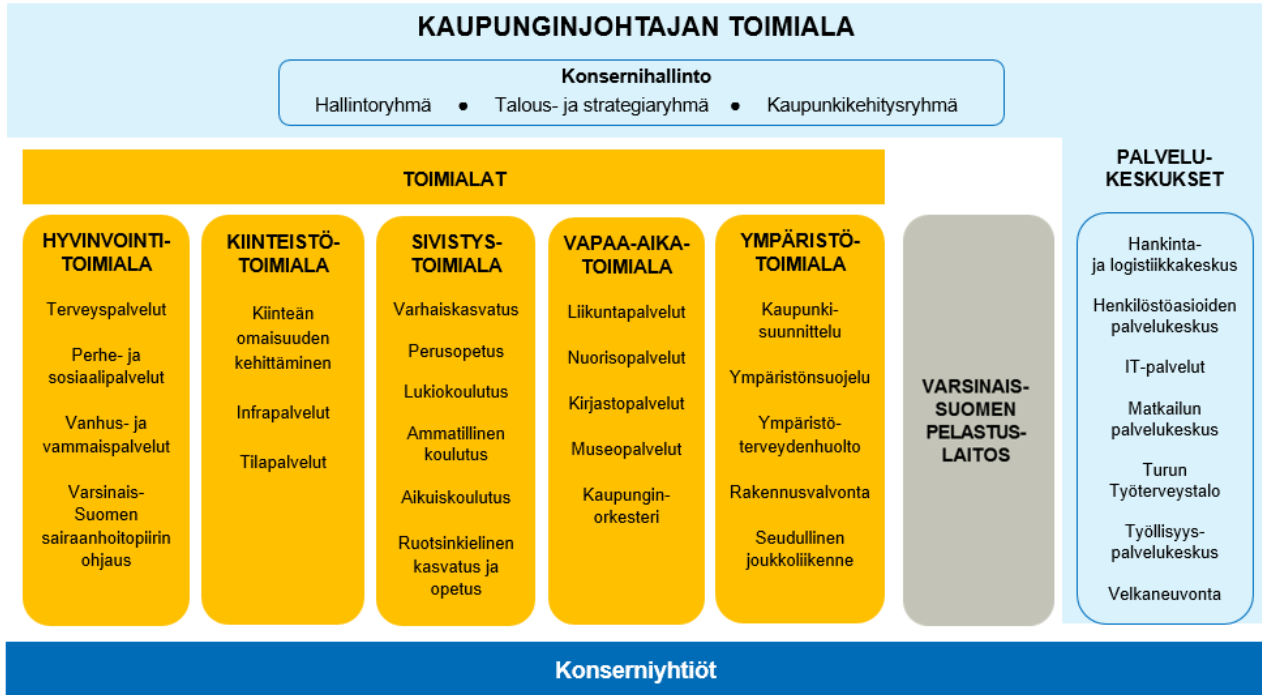 KAUPUNGINJOHTAJAN TOIMIALA
Konsernihallinto
Hallintoryhmä ● Talous- ja strategiaryhmä ● Kaupunkikehitysryhmä
TOIMIALAT
HYVINVOINTI-
TOIMIALA
Terveyspalvelut
Perhe- ja
sosiaalipalvelut
Vanhus- ja
vammaispalvelut
Varsinais-
Suomen
sairaanhoitopiirin
ohjaus
KIINTEISTÖ-
TOIMIALA
Kiinteän
omaisuuden
kehittäminen
Infrapalvelut
Tilapalvelut
SIVISTYS-
TOIMIALA
Varhaiskasvatus
Perusopetus
Lukiokoulutus
Ammatillinen
koulutus
Aikuiskoulutus
Ruotsinkielinen
kasvatus ja
opetus
VAPAA-AIKA-
TOIMIALA
Liikuntapalvelut
Nuorisopalvelut
Kirjastopalvelut
Museopalvelut
Kaupungin-
orkesteri
YMPÄRISTÖ-
TOIMIALA
Kaupunki-
suunnittelu
Ympäristönsuojelu
Ympäristö-
terveydenhuolto
Rakennusvalvonta
Seudullinen
joukkoliikenne
VARSINAIS-
SUOMEN
PELASTUS-
LAITOS
PALVELU-
KESKUKSET
Hankinta-
ja logistiikkakeskus
Henkilöstöasioiden
palvelukeskus
IT-palvelut
Matkailun
palvelukeskus
Turun
Työterveystalo
Työllisyys-
palvelukeskus
Velkaneuvonta
Konserniyhtiöt